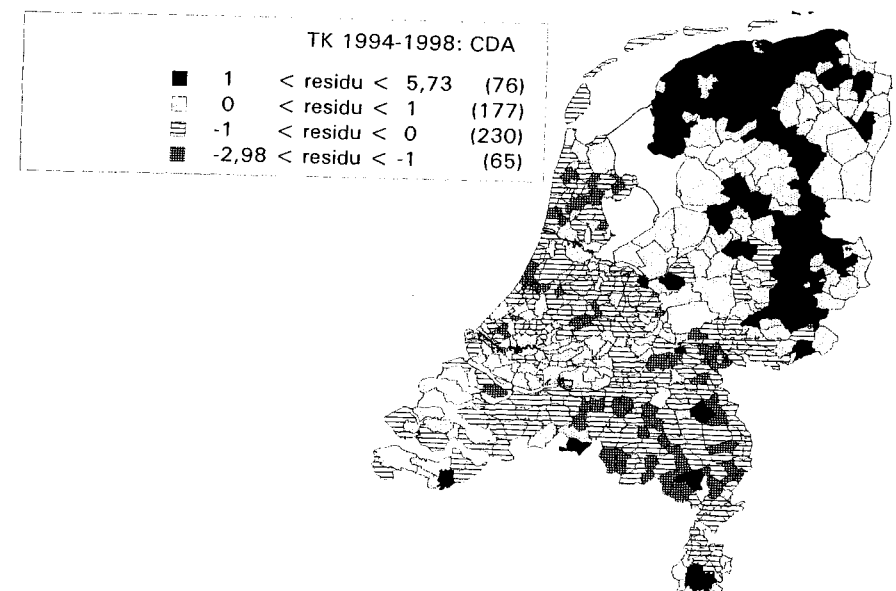 TK 1994-1998: CDA
1 < residu < 5,73 (76)
0 < residu < 1 (177)
-1 < residu < 0 (230)
-2,98 < residu < -1 (65)